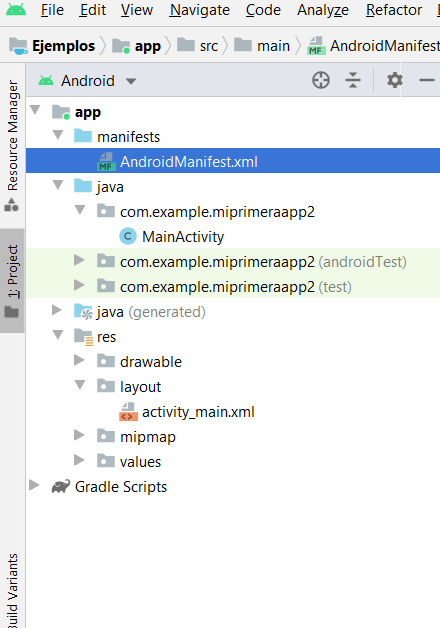 File Edit View Navigate Code Analyze Refactor
Ejemplos app src main AndroidManifest
Android
app
manifests
MF AndroidManifest.xml
java
com.example.miprimeraapp2
C MainActivity
com.example.miprimeraapp2 (androidTest)
com.example.miprimeraapp2 (test)
java (generated)
res
drawable
layout
activity_main.xml
mipmap
values
Gradle Scripts
Resource Manager
1: Project
Build Variants